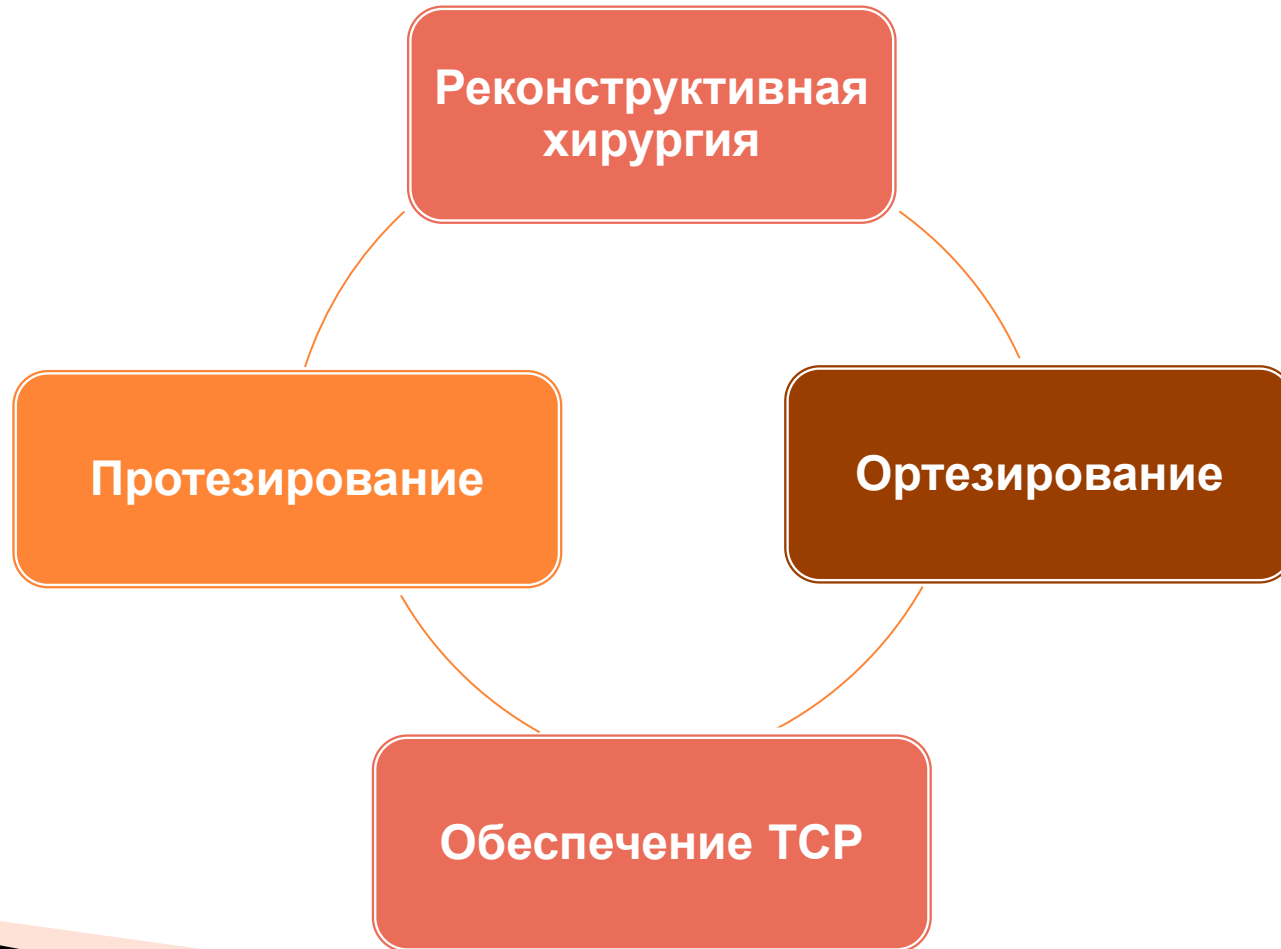 Реконструктивная
хирургия
Протезирование
Ортезирование
Обеспечение ТСР